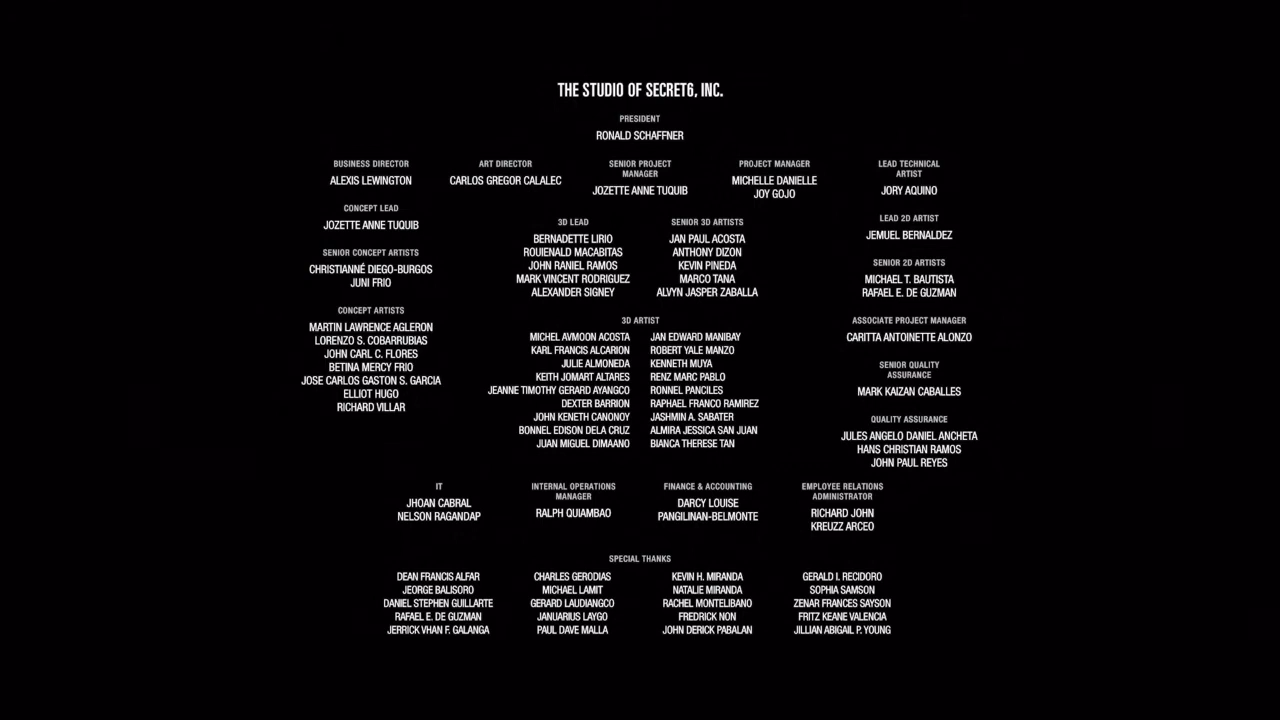 THE STUDIO OF SECRET6, INC.
PRESIDENT
RONALD SCHAFFNER
BUSINESS DIRECTOR
ALEXIS LEWINGTON
ART DIRECTOR
CARLOS GREGOR CALALEC
SENIOR PROJECT
MANAGER
JOZETTE ANNE TUQUIB
PROJECT MANAGER
MICHELLE DANIELLE
JOY GOJO
LEAD TECHNICAL
ARTIST
JORY AQUINO
CONCEPT LEAD
JOZETTE ANNE TUQUIB
SENIOR CONCEPT ARTISTS
CHRISTIANNÉ DIEGO-BURGOS
JUNI FRIO
CONCEPT ARTISTS
MARTIN LAWRENCE AGLERON
LORENZO S. COBARRUBIAS
JOHN CARL C. FLORES
BETINA MERCY FRIO
JOSE CARLOS GASTON S. GARCIA
ELLIOT HUGO
RICHARD VILLAR
3D LEAD
BERNADETTE LIRIO
ROUIENALD MACABITAS
JOHN RANIEL RAMOS
MARK VINCENT RODRIGUEZ
ALEXANDER SIGNEY
SENIOR 3D ARTISTS
JAN PAUL ACOSTA
ANTHONY DIZON
KEVIN PINEDA
MARCO TANA
ALVYN JASPER ZABALLA
3D ARTIST
MICHEL AVMOON ACOSTA
KARL FRANCIS ALCARION
JULIE ALMONEDA
KEITH JOMART ALTARES
JEANNE TIMOTHY GERARD AYANGCO
DEXTER BARRION
JOHN KENETH CANONOY
BONNEL EDISON DELA CRUZ
JUAN MIGUEL DIMAANO
JAN EDWARD MANIBAY
ROBERT YALE MANZO
KENNETH MUYA
RENZ MARC PABLO
RONNEL PANCILES
RAPHAEL FRANCO RAMIREZ
JASHMIN A. SABATER
ALMIRA JESSICA SAN JUAN
BIANCA THERESE TAN
LEAD 2D ARTIST
JEMUEL BERNALDEZ
SENIOR 2D ARTISTS
MICHAEL T. BAUTISTA
RAFAEL E. DE GUZMAN
ASSOCIATE PROJECT MANAGER
CARITTA ANTOINETTE ALONZO
SENIOR QUALITY
ASSURANCE
MARK KAIZAN CABALLES
QUALITY ASSURANCE
JULES ANGELO DANIEL ANCHETA
HANS CHRISTIAN RAMOS
JOHN PAUL REYES
IT
JHOAN CABRAL
NELSON RAGANDAP
INTERNAL OPERATIONS
MANAGER
RALPH QUIAMBAO
FINANCE & ACCOUNTING
DARCY LOUISE
PANGILINAN-BELMONTE
EMPLOYEE RELATIONS
ADMINISTRATOR
RICHARD JOHN
KREUZZ ARCEO
SPECIAL THANKS
DEAN FRANCIS ALFAR
JEORGE BALISORO
DANIEL STEPHEN GUILLARTE
RAFAEL E. DE GUZMAN
JERRICK VHAN F. GALANGA
CHARLES GERODIAS
MICHAEL LAMIT
GERARD LAUDIANGCO
JANUARIUS LAYGO
PAUL DAVE MALLA
KEVIN H. MIRANDA
NATALIE MIRANDA
RACHEL MONTELIBANO
FREDRICK NON
JOHN DERICK PABALAN
GERALD I. RECIDORO
SOPHIA SAMSON
ZENAR FRANCES SAYSON
FRITZ KEANE VALENCIA
JILLIAN ABIGAIL P. YOUNG